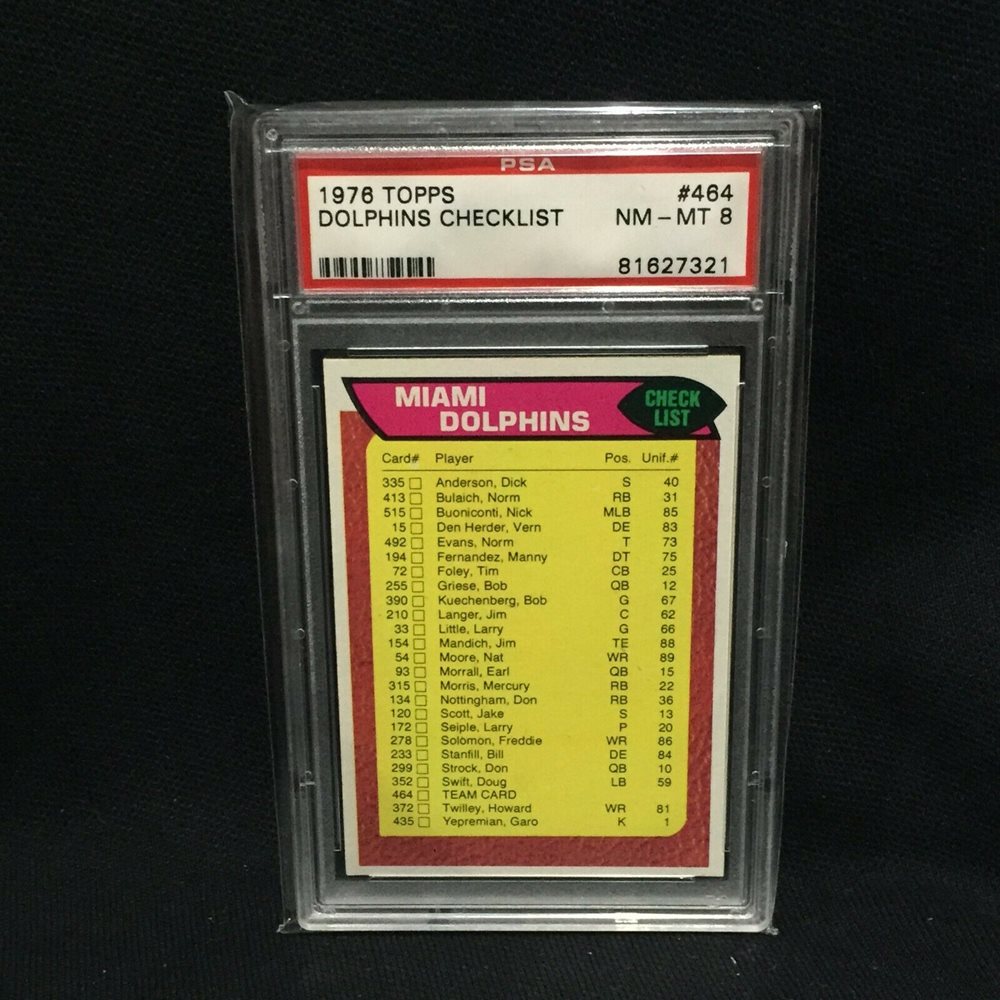 PSA
1976 TOPPS #464
DOLPHINS CHECKLIST NM-MT 8
81627321
MIAMI
DOLPHINS
CHECK
LIST
Card# Player Pos. Unif.#
335 Anderson, Dick S 40
413 Bulaich, Norm RB 31
515 Buoniconti, Nick MLB 85
15 Den Herder, Vern DE 83
492 Evans, Norm T 73
194 Fernandez, Manny DT 75
72 Foley, Tim CB 25
255 Griese, Bob QB 12
390 Kuechenberg, Bob G 67
210 Langer, Jim C 62
33 Little, Larry G 66
154 Mandich, Jim TE 88
54 Moore, Nat WR 89
93 Morrall, Earl QB 15
315 Morris, Mercury RB 22
134 Nottingham, Don RB 36
120 Scott, Jake S 13
172 Seiple, Larry P 20
278 Solomon, Freddie WR 86
233 Stanfill, Bill DE 84
299 Strock, Don QB 10
352 Swift, Doug LB 59
464 TEAM CARD
372 Twilley, Howard WR 81
435 Yepremian, Garo K 1